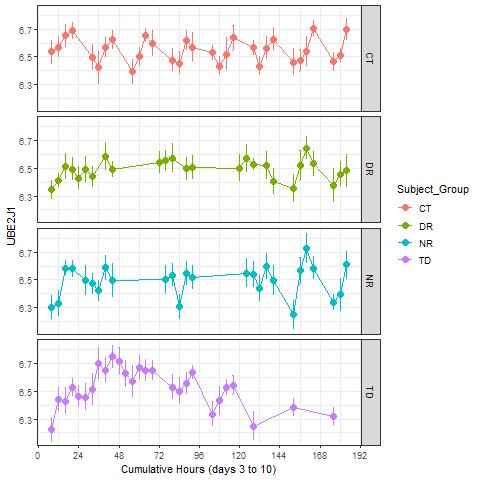 6.7
6.5
6.3
CT
6.7
6.5
6.3
DR
6.7
6.5
6.3
NR
6.7
6.5
6.3
TD
UBE2J1
0 24 48 72 96 120 144 168 192
Cumulative Hours (days 3 to 10)
Subject_Group
CT
DR
NR
TD